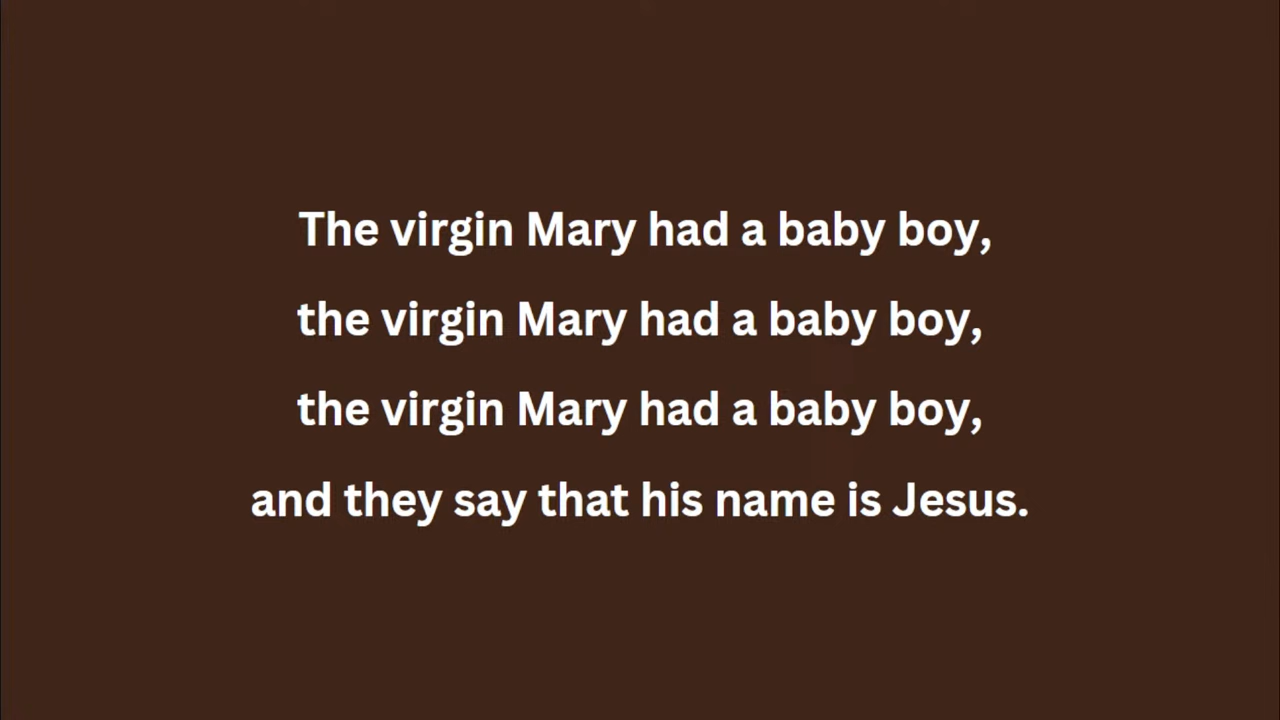 The virgin Mary had a baby boy,
the virgin Mary had a baby boy,
the virgin Mary had a baby boy,
and they say that his name is Jesus.